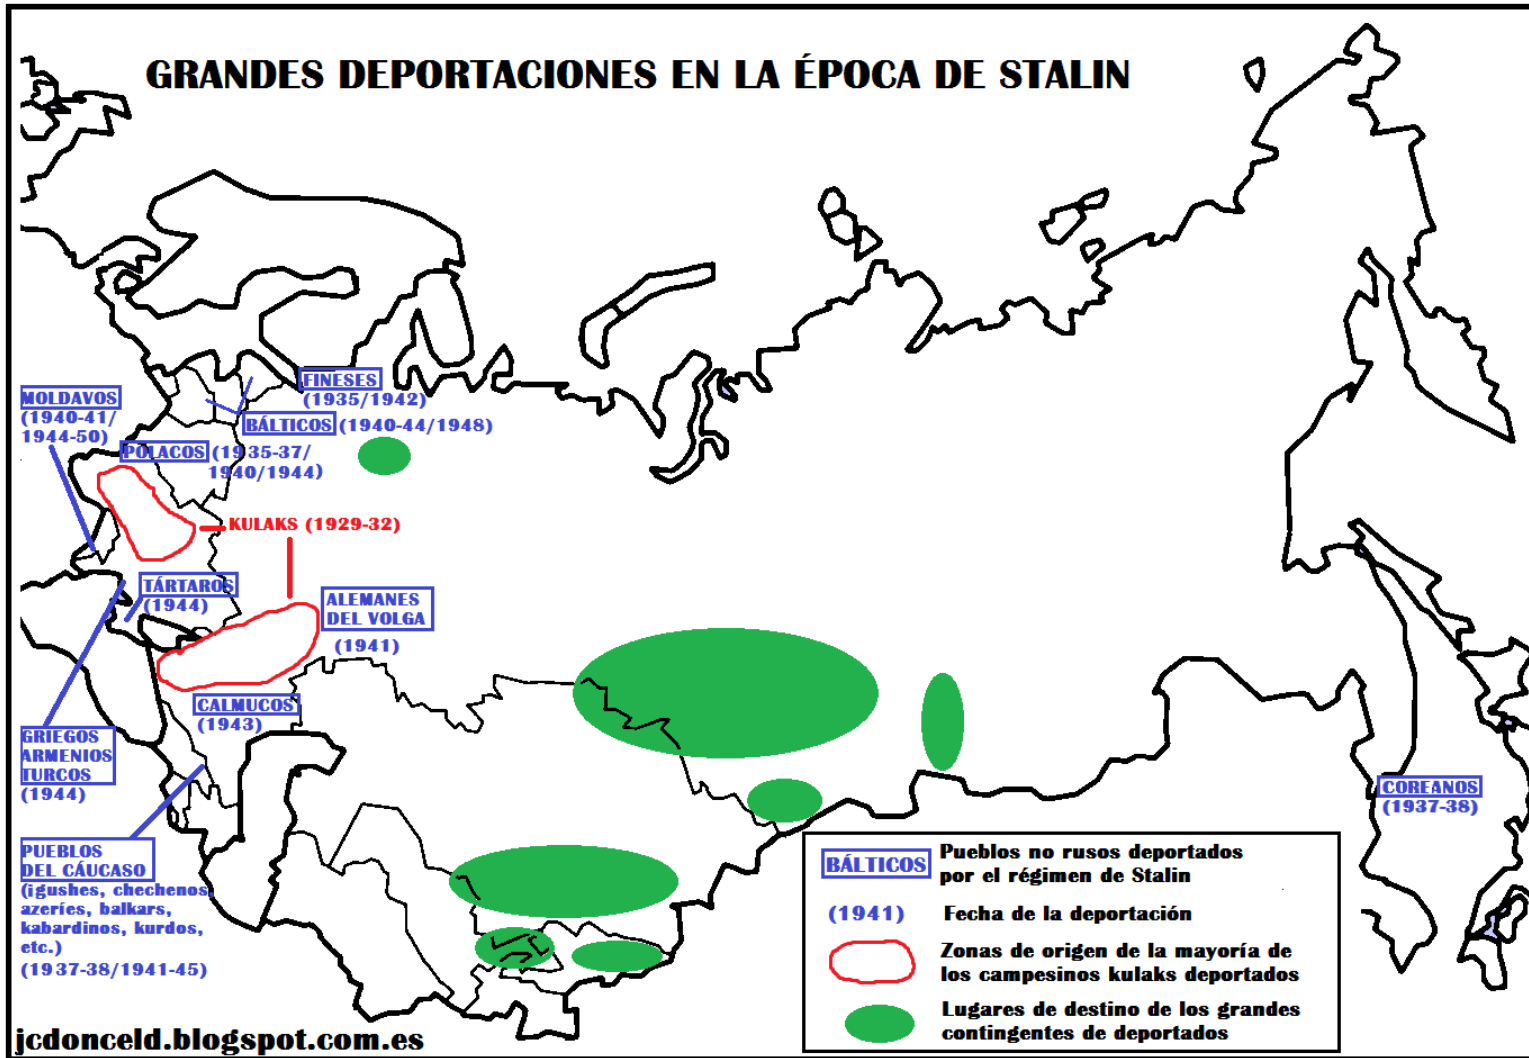 GRANDES DEPORTACIONES EN LA ÉPOCA DE STALIN
FINESES
(1935/1942)
MOLDAVOS
(1940-41/
1944-50)
BÁLTICOS (1940-44/1948)
POLACOS (1935-37/
1940/1944)
KULAKS (1929-32)
TÁRTAROS
(1944)
ALEMANES
DEL VOLGA
(1941)
CALMUCOS
(1943)
GRIEGOS
ARMENIOS
TURCOS
(1944)
COREANOS
(1937-38)
PUEBLOS
DEL CÁUCASO
(igushes, chechenos,
azeríes, balkars,
kabardinos, kurdos,
etc.)
(1937-38/1941-45)
BÁLTICOS Pueblos no rusos deportados
por el régimen de Stalin
(1941) Fecha de la deportación
Zonas de origen de la mayoría de
los campesinos kulaks deportados
Lugares de destino de los grandes
contingentes de deportados
jcdonceld.blogspot.com.es